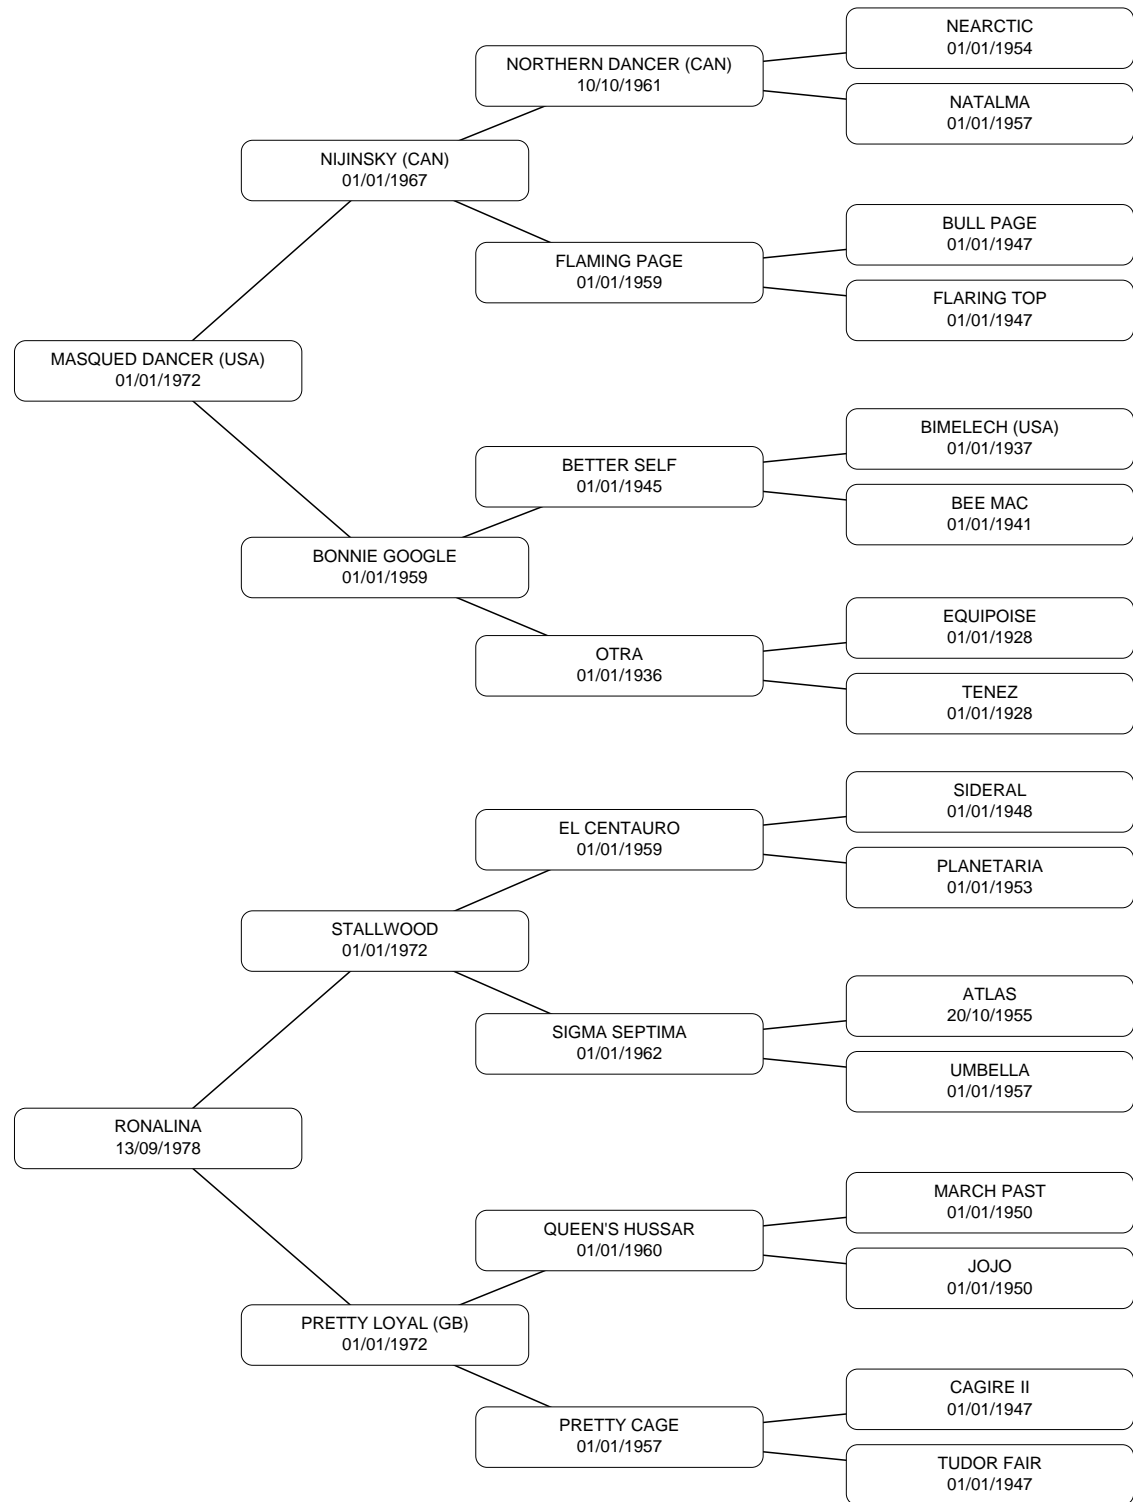 NEARCTIC
01/01/1954
NORTHERN DANCER (CAN)
10/10/1961
NATALMA
01/01/1957
NIJINSKY (CAN)
01/01/1967
BULL PAGE
01/01/1947
FLAMING PAGE
01/01/1959
FLARING TOP
01/01/1947
MASQUED DANCER (USA)
01/01/1972
BIMELECH (USA)
01/01/1937
BETTER SELF
01/01/1945
BEE MAC
01/01/1941
BONNIE GOOGLE
01/01/1959
EQUIPOISE
01/01/1928
OTRA
01/01/1936
TENEZ
01/01/1928
SIDERAL
01/01/1948
EL CENTAURO
01/01/1959
PLANETARIA
01/01/1953
STALLWOOD
01/01/1972
ATLAS
20/10/1955
SIGMA SEPTIMA
01/01/1962
UMBELLA
01/01/1957
RONALINA
13/09/1978
MARCH PAST
01/01/1950
QUEEN'S HUSSAR
01/01/1960
JOJO
01/01/1950
PRETTY LOYAL (GB)
01/01/1972
CAGIRE II
01/01/1947
PRETTY CAGE
01/01/1957
TUDOR FAIR
01/01/1947